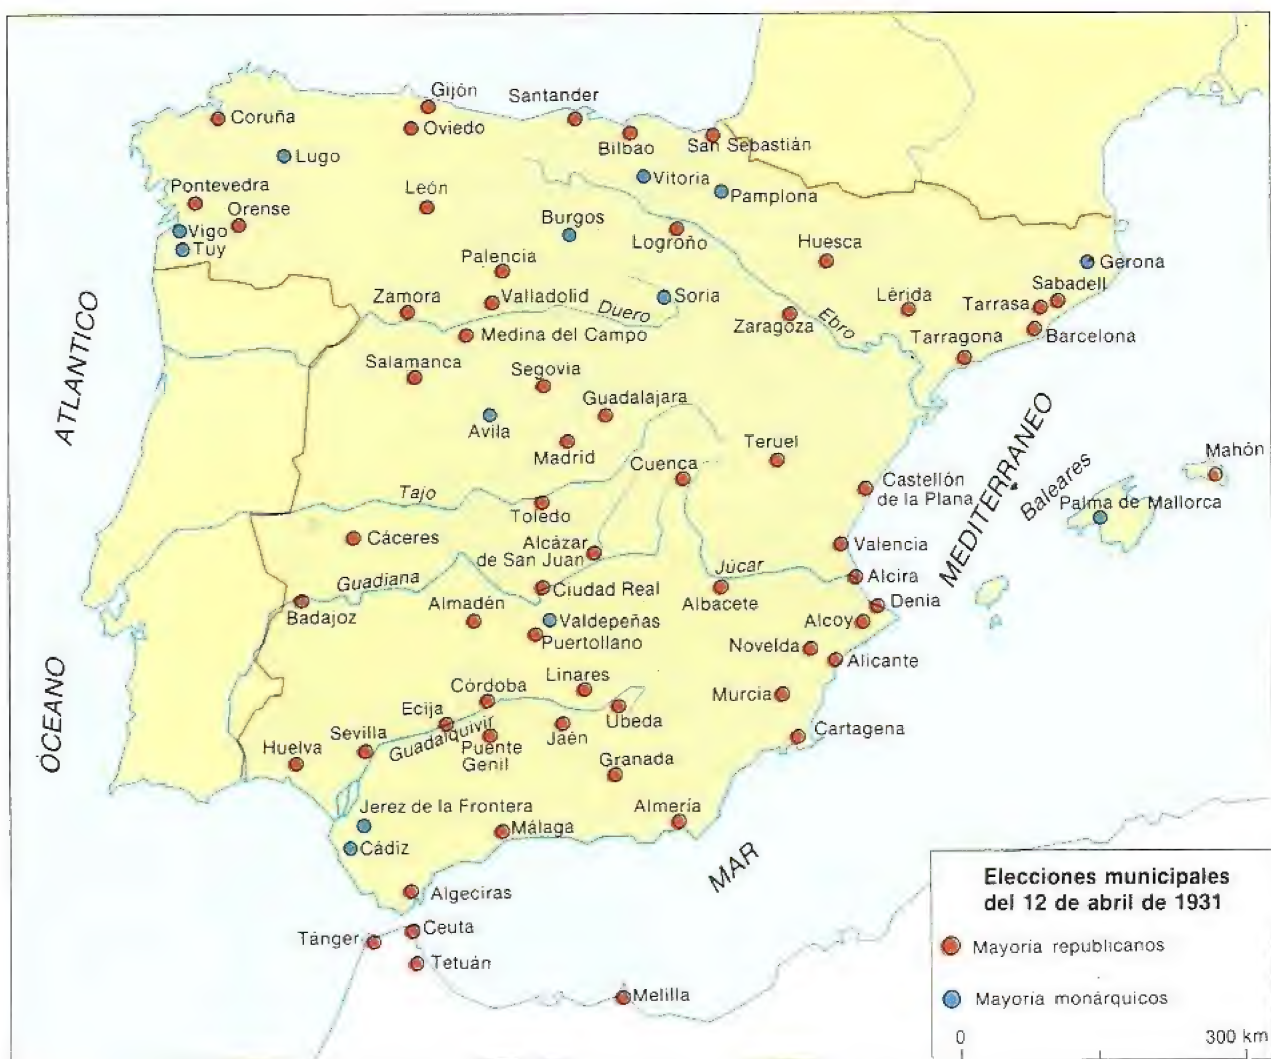 Gijón
Santander
Coruña
Oviedo
Bilbao
San Sebastián
Lugo
Vitoria
Pamplona
Pontevedra
León
Orense
Burgos
Vigo
Logroño
Huesca
Tuy
Palencia
Gerona
Sabadell
Zamora
Valladolid
Soria
Lérida
Tarrasa
Duero
Zaragoza
Ebro
Medina del Campo
Tarragona
Barcelona
Salamanca
Segovia
ATLANTICO
Guadalajara
Avila
Madrid
Teruel
Cuenca
MEDITERRANEO
Baleares
Mahón
Castellón
de la Plana
Tajo
Toledo
Palma de Mallorca
Cáceres
Alcázar
de San Juan
Valencia
Júcar
Guadiana
Alcira
Ciudad Real
Albacete
Denia
Badajoz
Almadén
Valdepeñas
Alcoy
Puertollano
Novelda
Alicante
OCEANO
Linares
Córdoba
Murcia
Ecija
Ubeda
Sevilla
Guadalquivir
Jaén
Cartagena
Huelva
Puente
Genil
Granada
Jerez de la Frontera
Málaga
Almería
Cádiz
MAR
Algeciras
Ceuta
Tánger
Tetuán
Melilla
Elecciones municipales
del 12 de abril de 1931
Mayoría republicanos
Mayoría monárquicos
0 300 km